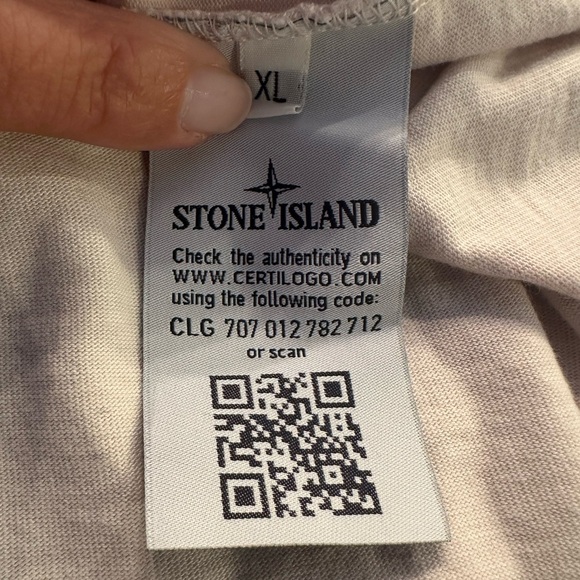 XL
STONE ISLAND
Check the authenticity on
WWW.CERTILOGO.COM
using the following code:
CLG 707 012 782 712
or scan